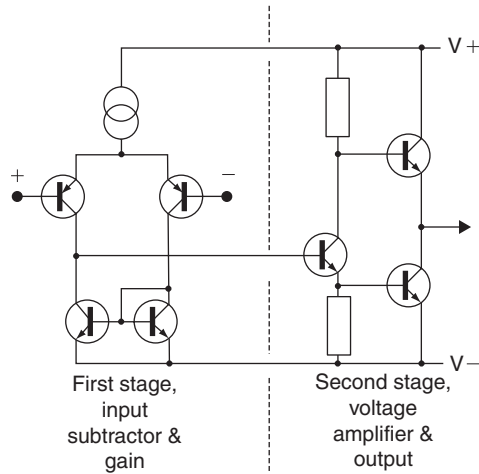 V +
+
−
V−
First stage,
input
subtractor &
gain
Second stage,
voltage
amplifier &
output